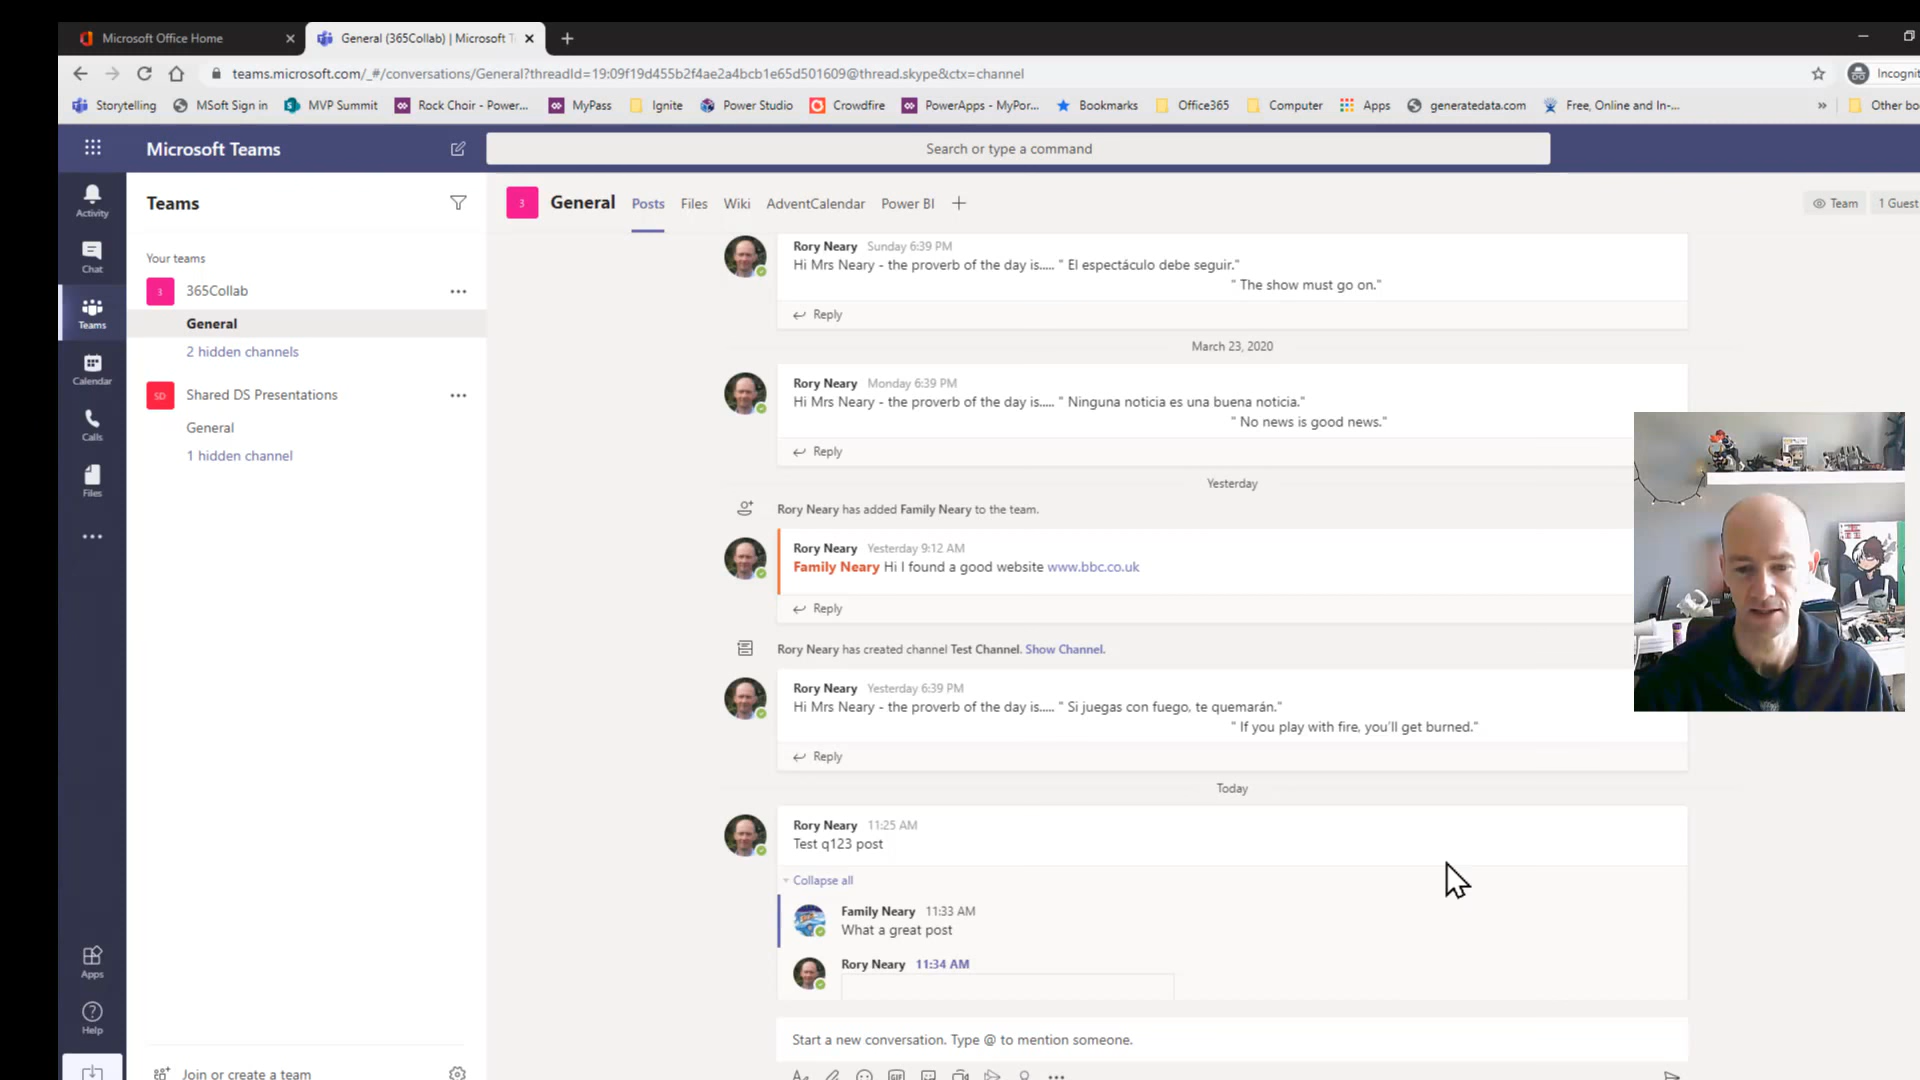 Microsoft Office Home
General (365Collab) | Microsoft T
teams.microsoft.com/_#/conversations/General?threadId=19:09f19d455b2f4ae2a4bcb1e65d501609@thread.skype&ctx=channel
Incognit
Storytelling
MSoft Sign in
MVP Summit
Rock Choir - Power...
MyPass
Ignite
Power Studio
Crowdfire
PowerApps - MyPor...
Bookmarks
Office365
Computer
Apps
generatedata.com
Free, Online and In-...
»
Other bo
Microsoft Teams
Search or type a command
Activity
Chat
Teams
Calendar
Calls
Files
Apps
Help
Teams
Your teams
3
365Collab
General
2 hidden channels
SD
Shared DS Presentations
General
1 hidden channel
Join or create a team
3
General
Posts
Files
Wiki
AdventCalendar
Power BI
Team
1 Guest
Rory Neary Sunday 6:39 PM
Hi Mrs Neary - the proverb of the day is..... " El espectáculo debe seguir."
" The show must go on."
Reply
March 23, 2020
Rory Neary Monday 6:39 PM
Hi Mrs Neary - the proverb of the day is..... " Ninguna noticia es una buena noticia."
" No news is good news."
Reply
Yesterday
Rory Neary has added Family Neary to the team.
Rory Neary Yesterday 9:12 AM
Family Neary Hi I found a good website www.bbc.co.uk
Reply
Rory Neary has created channel Test Channel. Show Channel.
Rory Neary Yesterday 6:39 PM
Hi Mrs Neary - the proverb of the day is..... " Si juegas con fuego, te quemarán."
" If you play with fire, you'll get burned."
Reply
Today
Rory Neary 11:25 AM
Test q123 post
Collapse all
Family Neary 11:33 AM
What a great post
Rory Neary 11:34 AM
Start a new conversation. Type @ to mention someone.
GIF